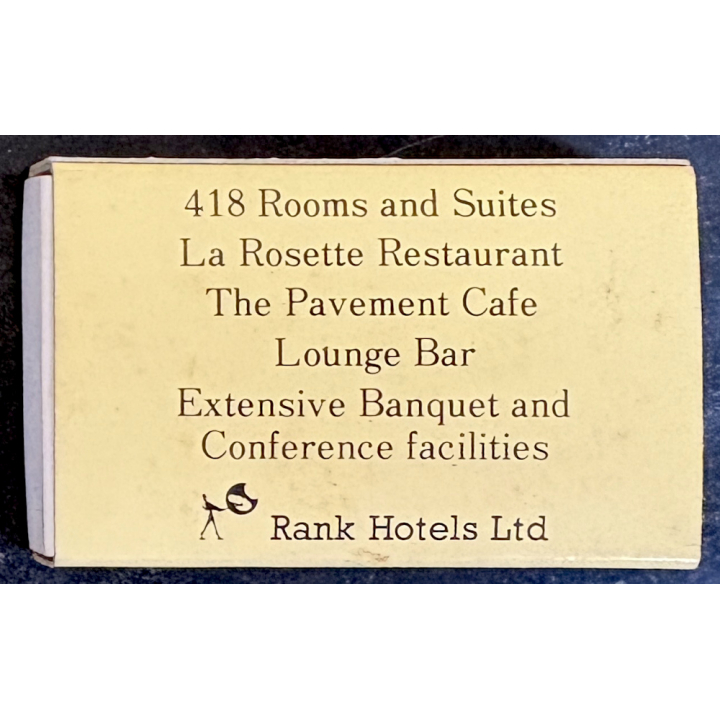 418 Rooms and Suites
La Rosette Restaurant
The Pavement Cafe
Lounge Bar
Extensive Banquet and
Conference facilities
Rank Hotels Ltd